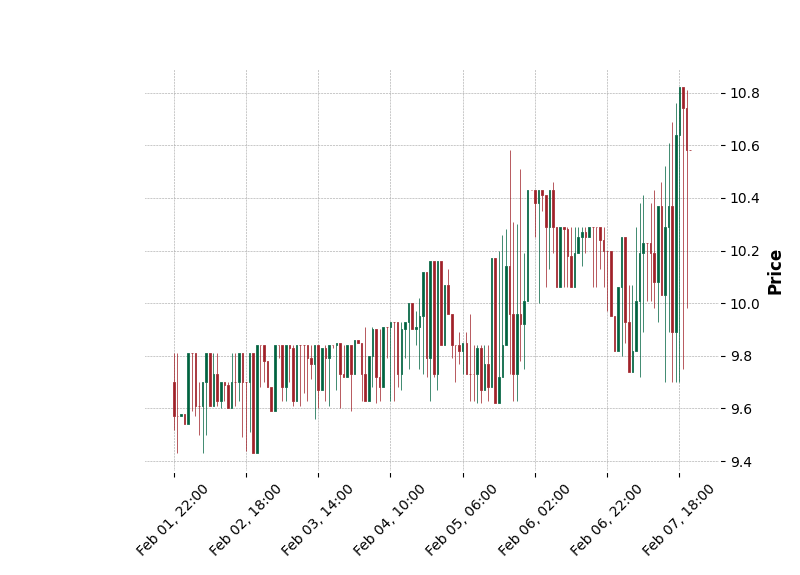 10.8
10.6
10.4
10.2
10.0
9.8
9.6
9.4
Price
Feb 01, 22:00
Feb 02, 18:00
Feb 03, 14:00
Feb 04, 10:00
Feb 05, 06:00
Feb 06, 02:00
Feb 06, 22:00
Feb 07, 18:00